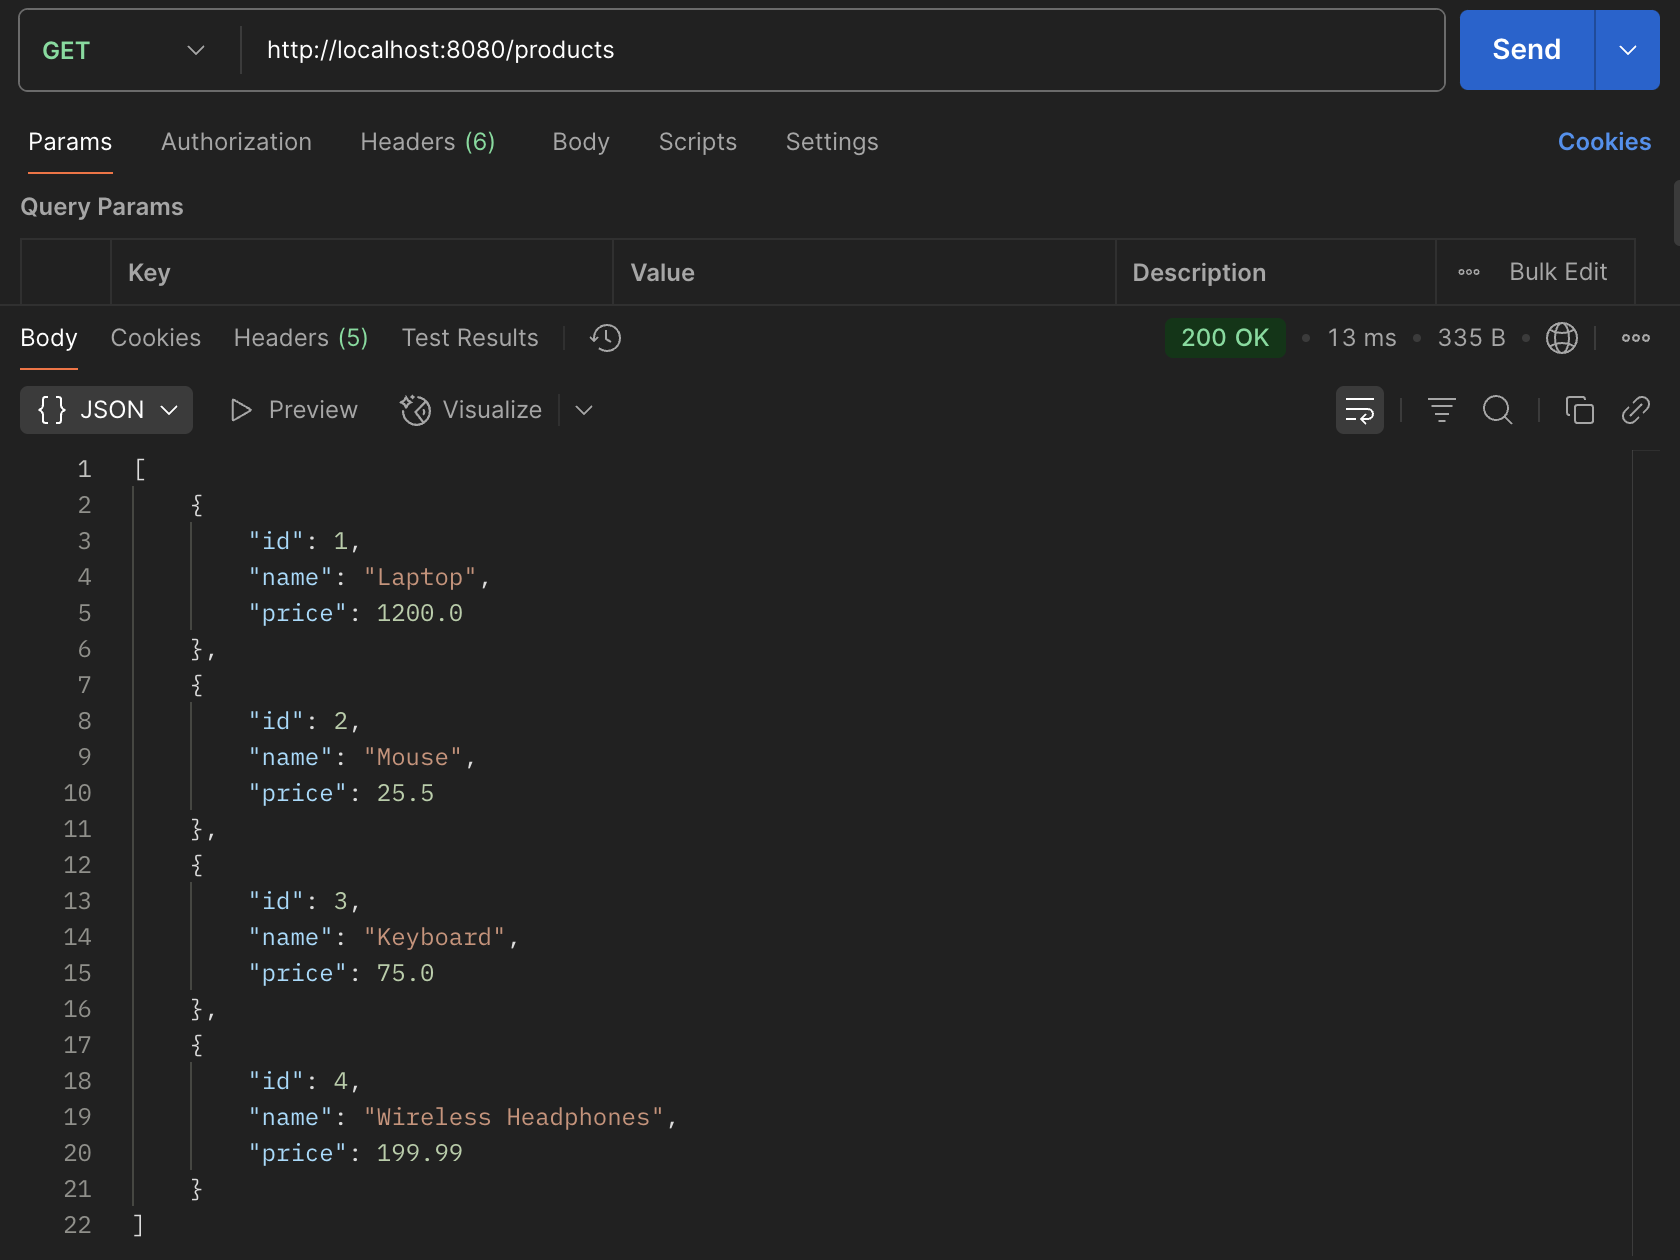 GET http://localhost:8080/products Send
Params Authorization Headers (6) Body Scripts Settings Cookies
Query Params
Key Value Description Bulk Edit
Body Cookies Headers (5) Test Results 200 OK 13 ms 335 B
{} JSON Preview Visualize
1 [
2 {
3 "id": 1,
4 "name": "Laptop",
5 "price": 1200.0
6 },
7 {
8 "id": 2,
9 "name": "Mouse",
10 "price": 25.5
11 },
12 {
13 "id": 3,
14 "name": "Keyboard",
15 "price": 75.0
16 },
17 {
18 "id": 4,
19 "name": "Wireless Headphones",
20 "price": 199.99
21 }
22 ]